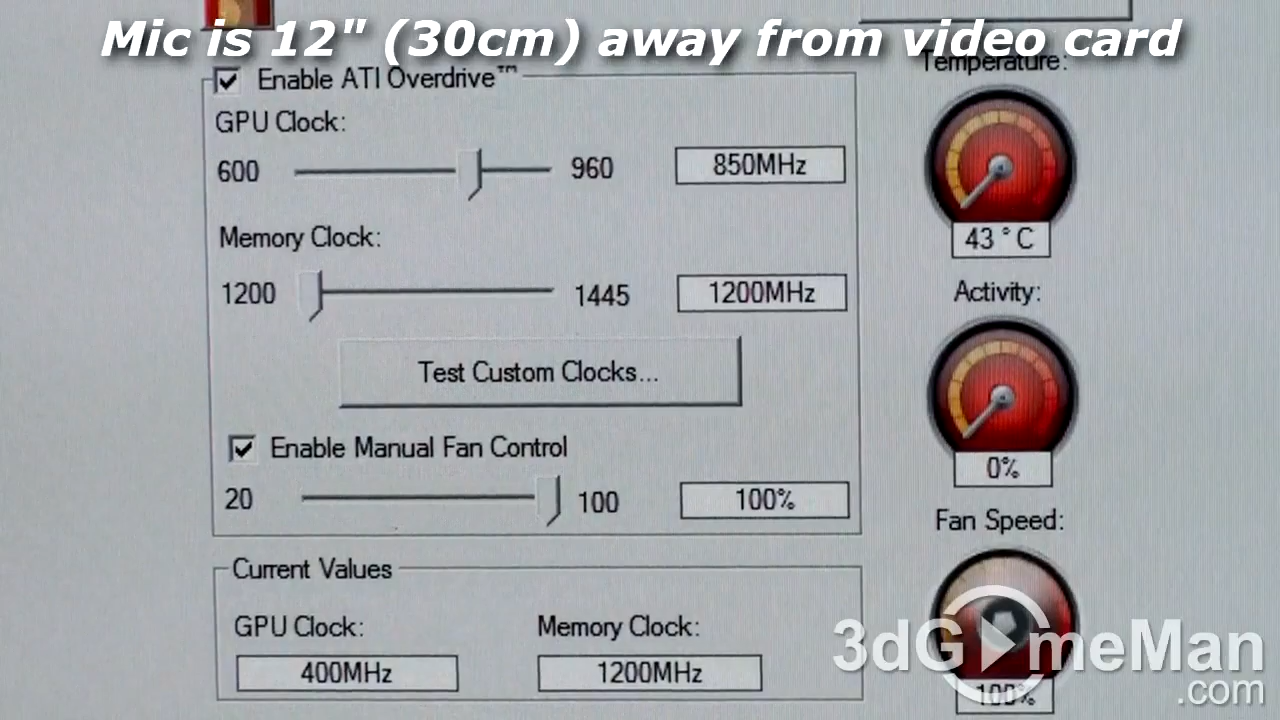 Mic is 12" (30cm) away from video card
Enable ATI Overdrive™
GPU Clock:
600 960 850MHz
Memory Clock:
1200 1445 1200MHz
Test Custom Clocks...
Enable Manual Fan Control
20 100 100%
Current Values
GPU Clock: Memory Clock:
400MHz 1200MHz
Temperature:
43 °C
Activity:
0%
Fan Speed:
100%
3dGameMan
.com